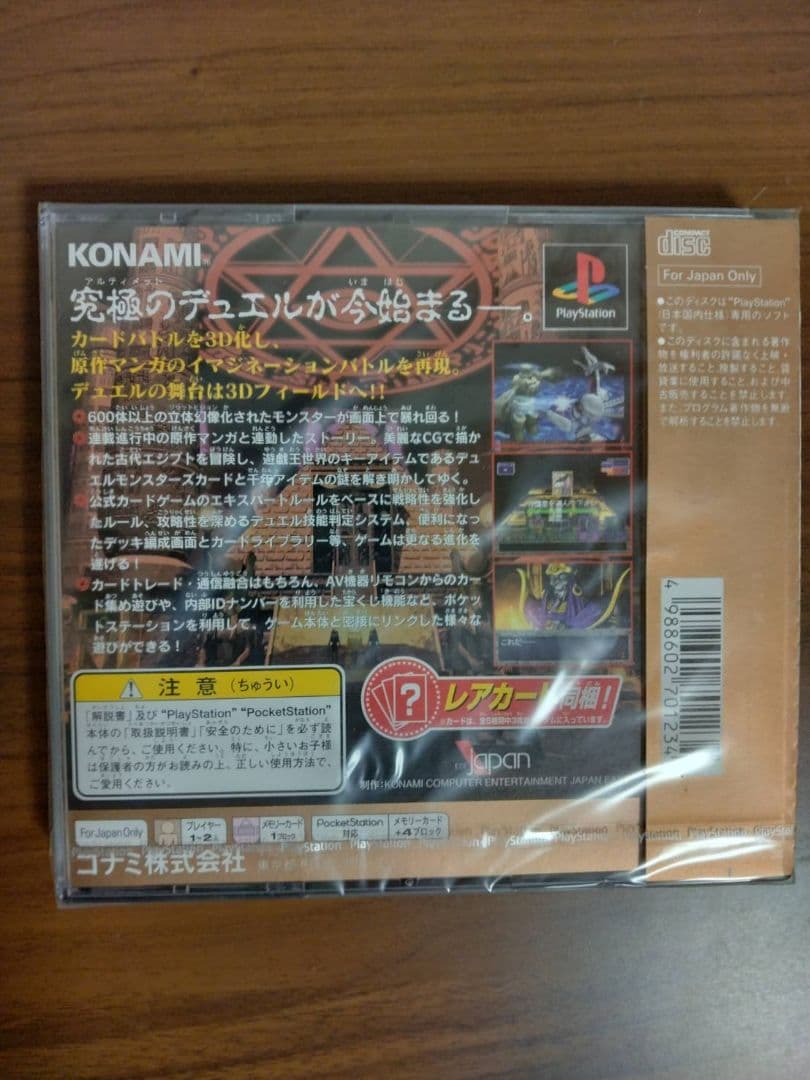 KONAMI
アルティメット
いま はじ
究極のデュエルが今始まる──。
カードバトルを3D化し、
原作マンガのイマジネーションバトルを再現。
デュエルの舞台は3Dフィールドへ!!
600体以上の立体幻像化されたモンスターが画面上で暴れ回る!
連載進行中の原作マンガと連動したストーリー。美麗なCGで描か
れた古代エジプトを冒険し、遊戯王世界のキーアイテムであるデュ
エルモンスターズカードと千年アイテムの謎を解き明かしてゆく。
公式カードゲームのエキスパートルールをベースに戦略性を強化し
たルール、攻略性を深めるデュエル技能判定システム、便利になっ
たデッキ編成画面とカードライブラリー等、ゲームは更なる進化を
遂げる!
カードトレード・通信融合はもちろん、AV機器リモコンからのカー
ド集め遊びや、内部IDナンバーを利用した宝くじ機能など、ポケッ
トステーションを利用して、ゲーム本体と密接にリンクした様々な
遊びができる!
PlayStation
これだ……
注意(ちゅうい)
「解説書」及び"PlayStation" "PocketStation"
本体の「取扱説明書」「安全のために」を必ず読
んでから、ご使用ください。特に、小さいお子様
は保護者の方がお読みの上、正しい使用方法で、
ご愛用ください。
?
レアカード同梱!
japan
制作:KONAMI COMPUTER ENTERTAINMENT JAPAN
For Japan Only
プレイヤー
1~2人
メモリーカード
1ブロック
PocketStation
対応
メモリーカード
+4ブロック
PlayStation PlayStation PlayStation PlayStation
コナミ株式会社
COMPACT
disc
For Japan Only
●このディスクは"PlayStation"
(日本国内仕様)専用のソフト
です。
●このディスクに含まれる著作
物を権利者の許諾なく上映・
放送すること、複製すること、賃
貸業に使用すること、および中
古販売することを禁止します。
また、プログラム著作物を無断
で解析することを禁止します。
4 988602 701234